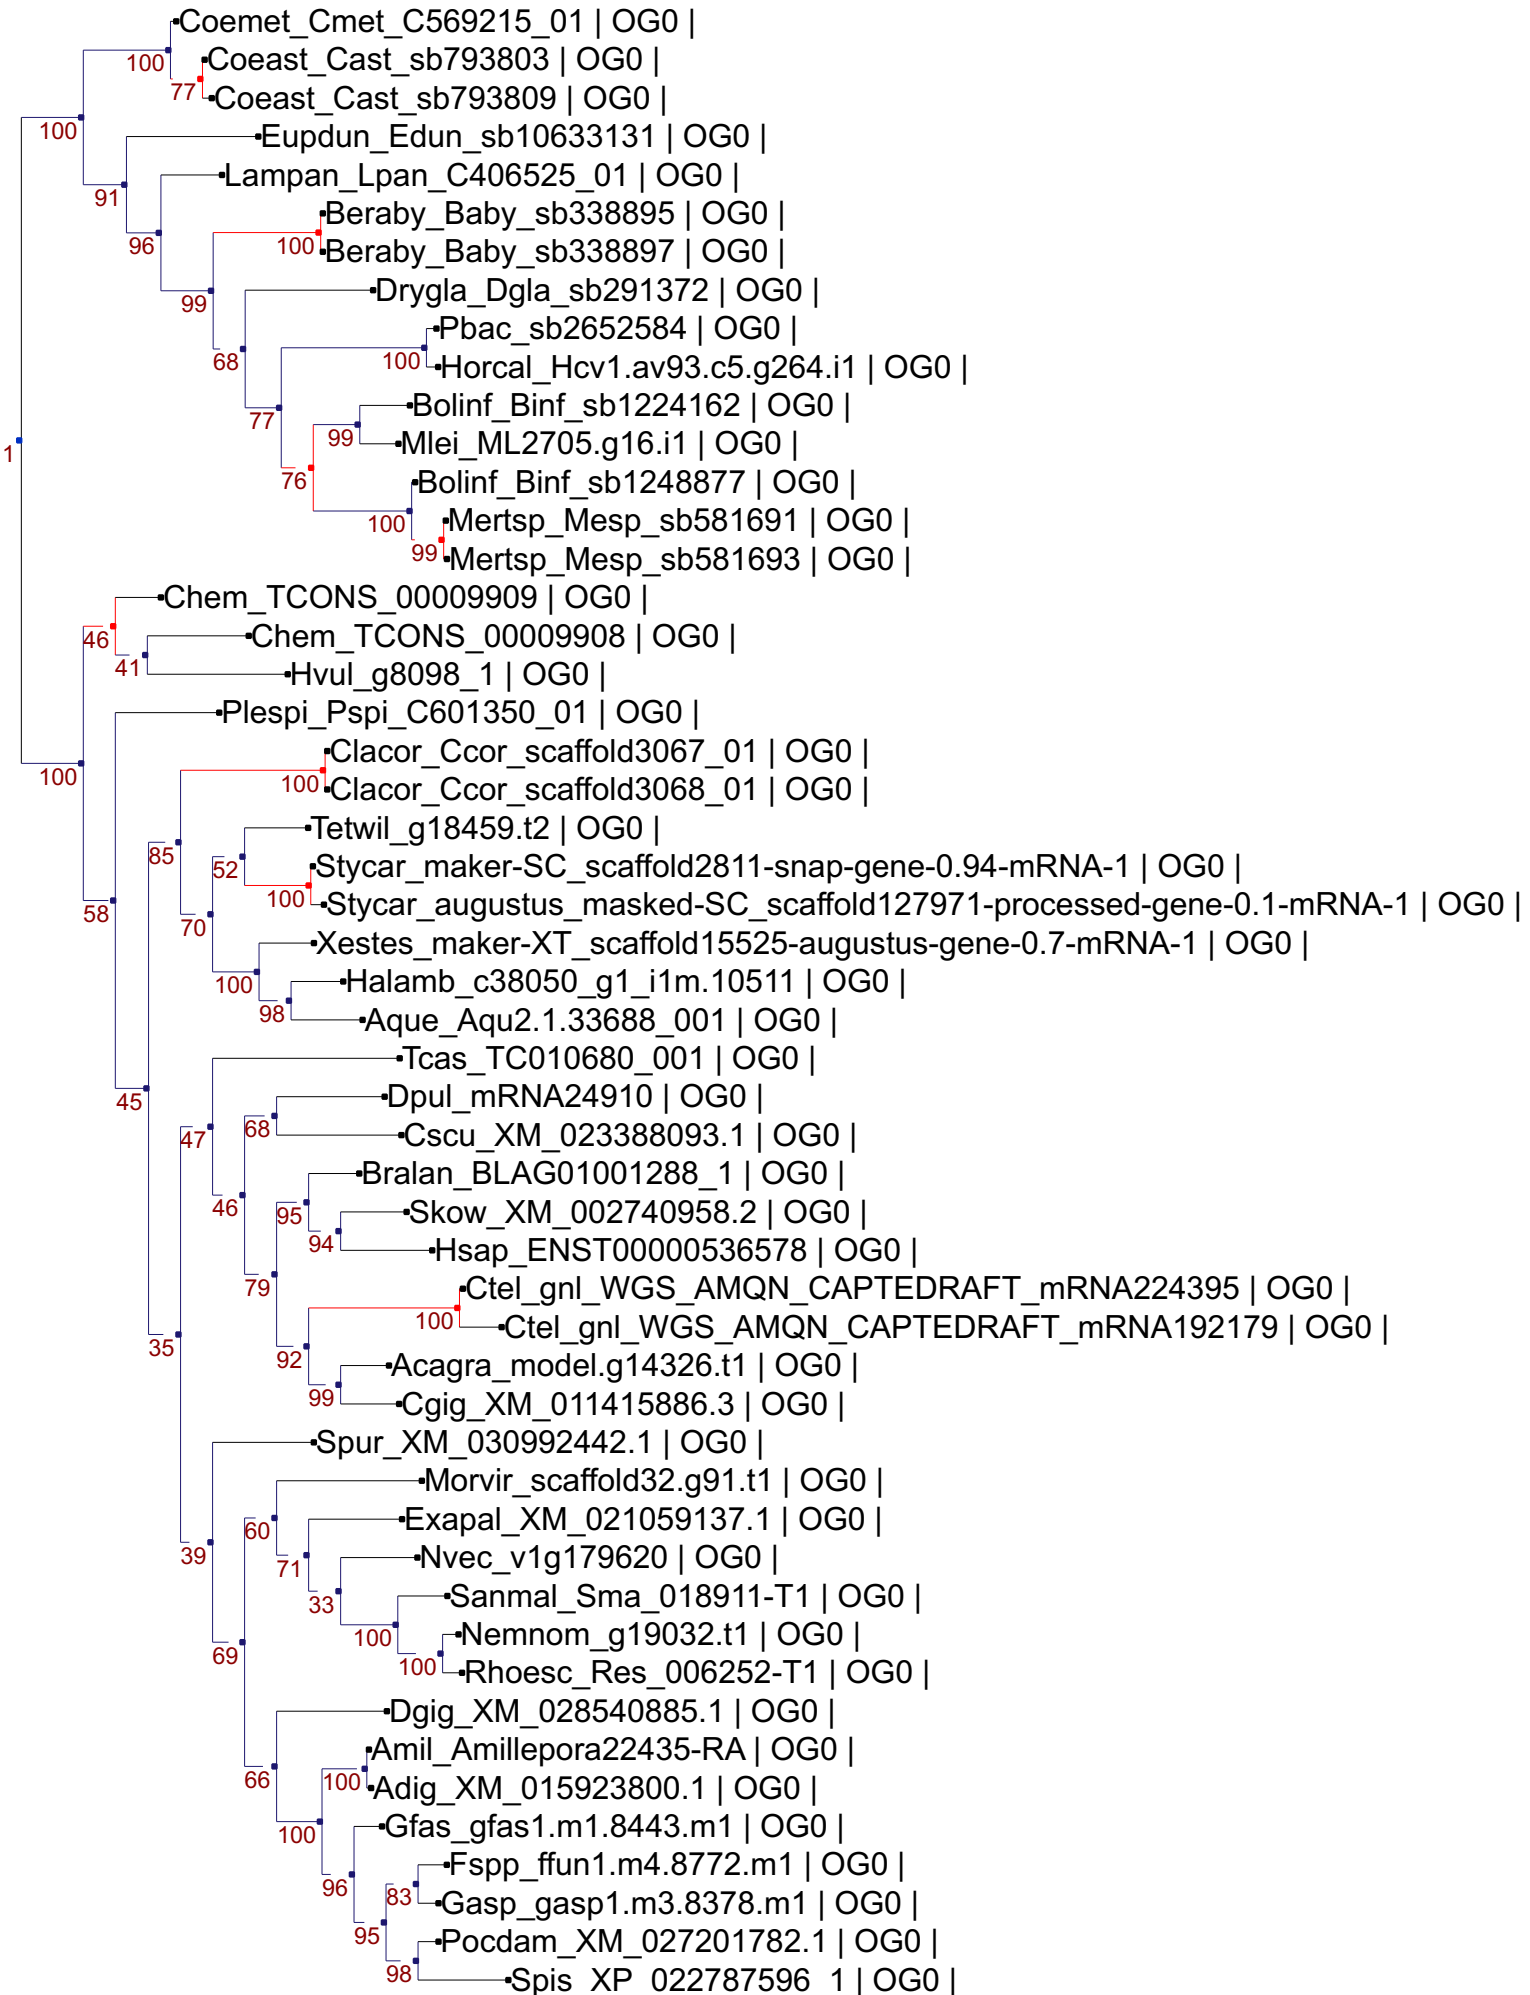 Coemet_Cmet_C569215_01 | OG0 |
Coeast_Cast_sb793803 | OG0 |
100
77
Coeast_Cast_sb793809 | OG0 |
100
Eupdun_Edun_sb10633131 | OG0 |
Lampan_Lpan_C406525_01 | OG0 |
91
Beraby_Baby_sb338895 | OG0 |
96
100
Beraby_Baby_sb338897 | OG0 |
Drygla_Dgla_sb291372 | OG0 |
99
Pbac_sb2652584 | OG0 |
68
100
Horcal_Hcv1.av93.c5.g264.i1 | OG0 |
Bolinf_Binf_sb1224162 | OG0 |
77
99
Mlei_ML2705.g16.i1 | OG0 |
1
76
Bolinf_Binf_sb1248877 | OG0 |
100
Mertsp_Mesp_sb581691 | OG0 |
99
Mertsp_Mesp_sb581693 | OG0 |
Chem_TCONS_00009909 | OG0 |
46
Chem_TCONS_00009908 | OG0 |
41
Hvul_g8098_1 | OG0 |
Plespi_Pspi_C601350_01 | OG0 |
Clacor_Ccor_scaffold3067_01 | OG0 |
100
100
Clacor_Ccor_scaffold3068_01 | OG0 |
Tetwil_g18459.t2 | OG0 |
85
52
Stycar_maker-SC_scaffold2811-snap-gene-0.94-mRNA-1 | OG0 |
100
Stycar_augustus_masked-SC_scaffold127971-processed-gene-0.1-mRNA-1 | OG0 |
58
70
Xestes_maker-XT_scaffold15525-augustus-gene-0.7-mRNA-1 | OG0 |
100
Halamb_c38050_g1_i1m.10511 | OG0 |
98
Aque_Aqu2.1.33688_001 | OG0 |
Tcas_TC010680_001 | OG0 |
45
Dpul_mRNA24910 | OG0 |
47
68
Cscu_XM_023388093.1 | OG0 |
Bralan_BLAG01001288_1 | OG0 |
46
95
Skow_XM_002740958.2 | OG0 |
94
Hsap_ENST00000536578 | OG0 |
79
Ctel_gnl_WGS_AMQN_CAPTEDRAFT_mRNA224395 | OG0 |
100
Ctel_gnl_WGS_AMQN_CAPTEDRAFT_mRNA192179 | OG0 |
35
92
Acagra_model.g14326.t1 | OG0 |
99
Cgig_XM_011415886.3 | OG0 |
Spur_XM_030992442.1 | OG0 |
Morvir_scaffold32.g91.t1 | OG0 |
60
Exapal_XM_021059137.1 | OG0 |
39
71
Nvec_v1g179620 | OG0 |
33
Sanmal_Sma_018911-T1 | OG0 |
100
Nemnom_g19032.t1 | OG0 |
69
100
Rhoesc_Res_006252-T1 | OG0 |
Dgig_XM_028540885.1 | OG0 |
Amil_Amillepora22435-RA | OG0 |
66
100
Adig_XM_015923800.1 | OG0 |
100
Gfas_gfas1.m1.8443.m1 | OG0 |
Fspp_ffun1.m4.8772.m1 | OG0 |
96
83
Gasp_gasp1.m3.8378.m1 | OG0 |
95
Pocdam_XM_027201782.1 | OG0 |
98
Spis_XP_022787596_1 | OG0 |